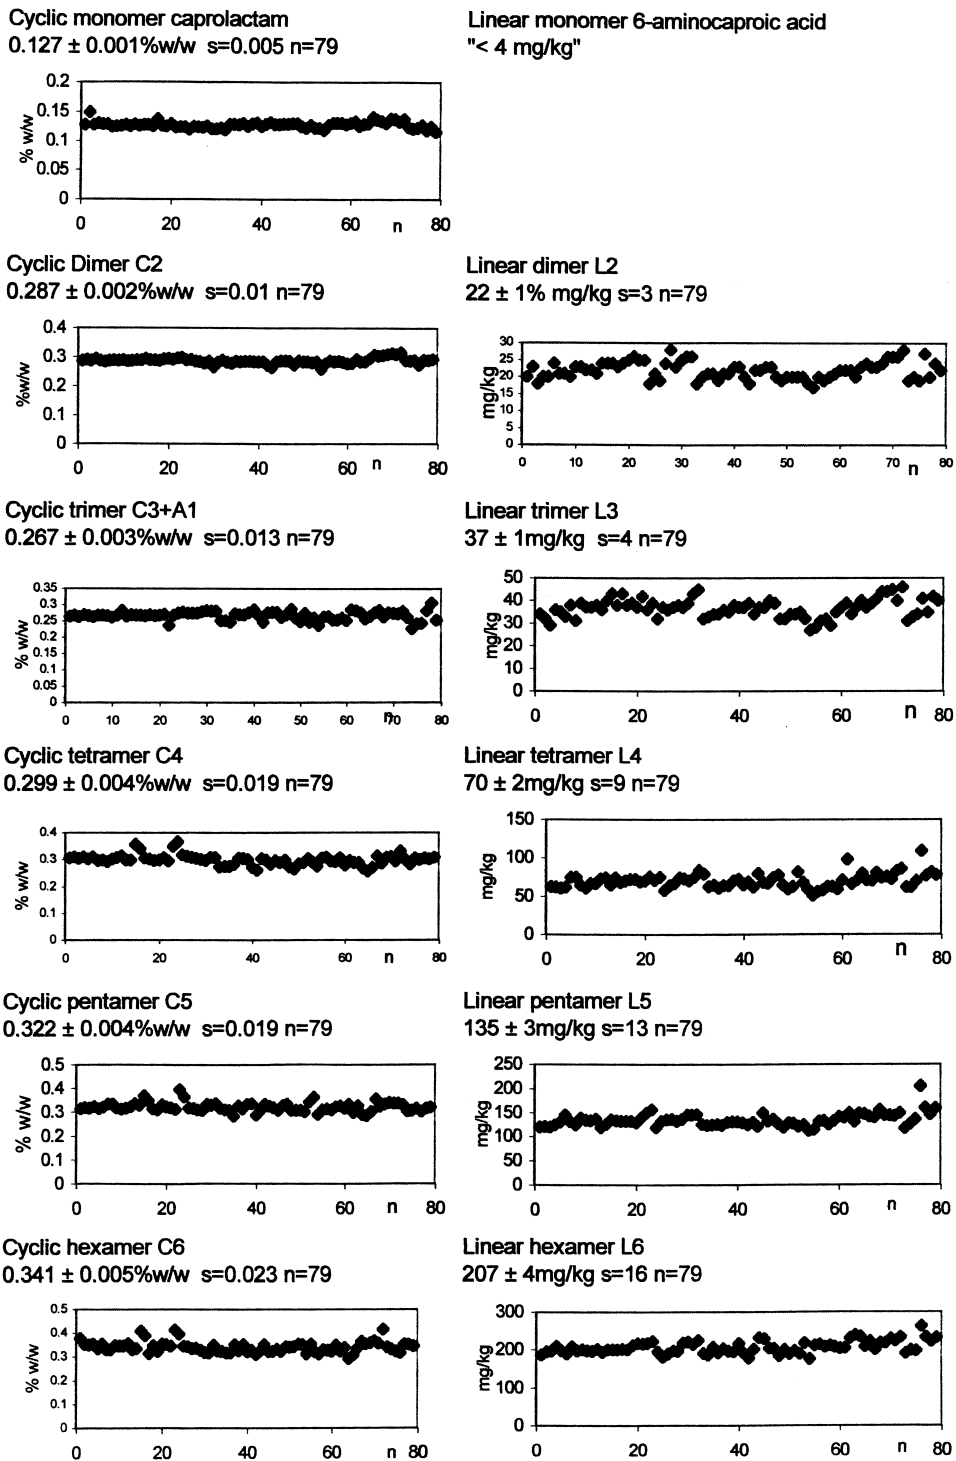 Cyclic monomer caprolactam
0.127 ± 0.001%w/w s=0.005 n=79
0.2
0.15
0.1
0.05
0
% w/w
0 20 40 60 n 80
Linear monomer 6-aminocaproic acid
"< 4 mg/kg"
Cyclic Dimer C2
0.287 ± 0.002%w/w s=0.01 n=79
0.4
0.3
0.2
0.1
0
%w/w
0 20 40 60 n 80
Linear dimer L2
22 ± 1% mg/kg s=3 n=79
30
25
20
15
10
5
0
mg/kg
0 10 20 30 40 50 60 70 n 80
Cyclic trimer C3+A1
0.267 ± 0.003%w/w s=0.013 n=79
0.35
0.3
0.25
0.2
0.15
0.1
0.05
0
% w/w
0 10 20 30 40 50 60 n 70 80
Linear trimer L3
37 ± 1mg/kg s=4 n=79
50
40
30
20
10
0
mg/kg
0 20 40 60 n 80
Cyclic tetramer C4
0.299 ± 0.004%w/w s=0.019 n=79
0.4
0.3
0.2
0.1
0
% w/w
0 20 40 60 80 n 80
Linear tetramer L4
70 ± 2mg/kg s=9 n=79
150
100
50
0
mg/kg
0 20 40 60 n 80
Cyclic pentamer C5
0.322 ± 0.004%w/w s=0.019 n=79
0.5
0.4
0.3
0.2
0.1
0
% w/w
0 20 40 60 n 80
Linear pentamer L5
135 ± 3mg/kg s=13 n=79
250
200
150
100
50
0
mg/kg
0 20 40 60 n 80
Cyclic hexamer C6
0.341 ± 0.005%w/w s=0.023 n=79
0.5
0.4
0.3
0.2
0.1
0
% w/w
0 20 40 60 n 80
Linear hexamer L6
207 ± 4mg/kg s=16 n=79
300
200
100
0
mg/kg
0 20 40 60 n 80